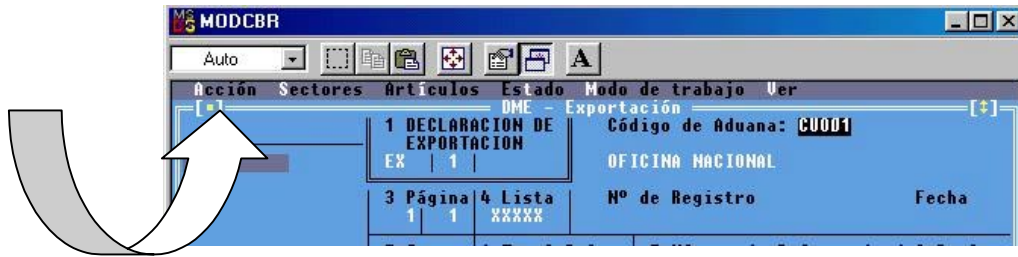 MODCBR
Auto A
Acción Sectores Artículos Estado Modo de trabajo Ver
DME - Exportación
1 DECLARACION DE Código de Aduana: CU001
EXPORTACION
EX 1 OFICINA NACIONAL
3 Página 4 Lista Nº de Registro Fecha
1 1 XXXXX